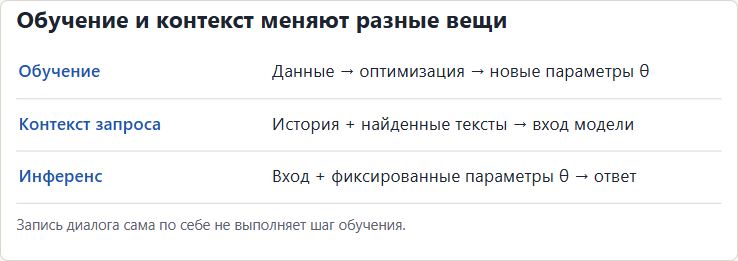 Обучение и контекст меняют разные вещи
Обучение Данные → оптимизация → новые параметры θ
Контекст запроса История + найденные тексты → вход модели
Инференс Вход + фиксированные параметры θ → ответ
Запись диалога сама по себе не выполняет шаг обучения.